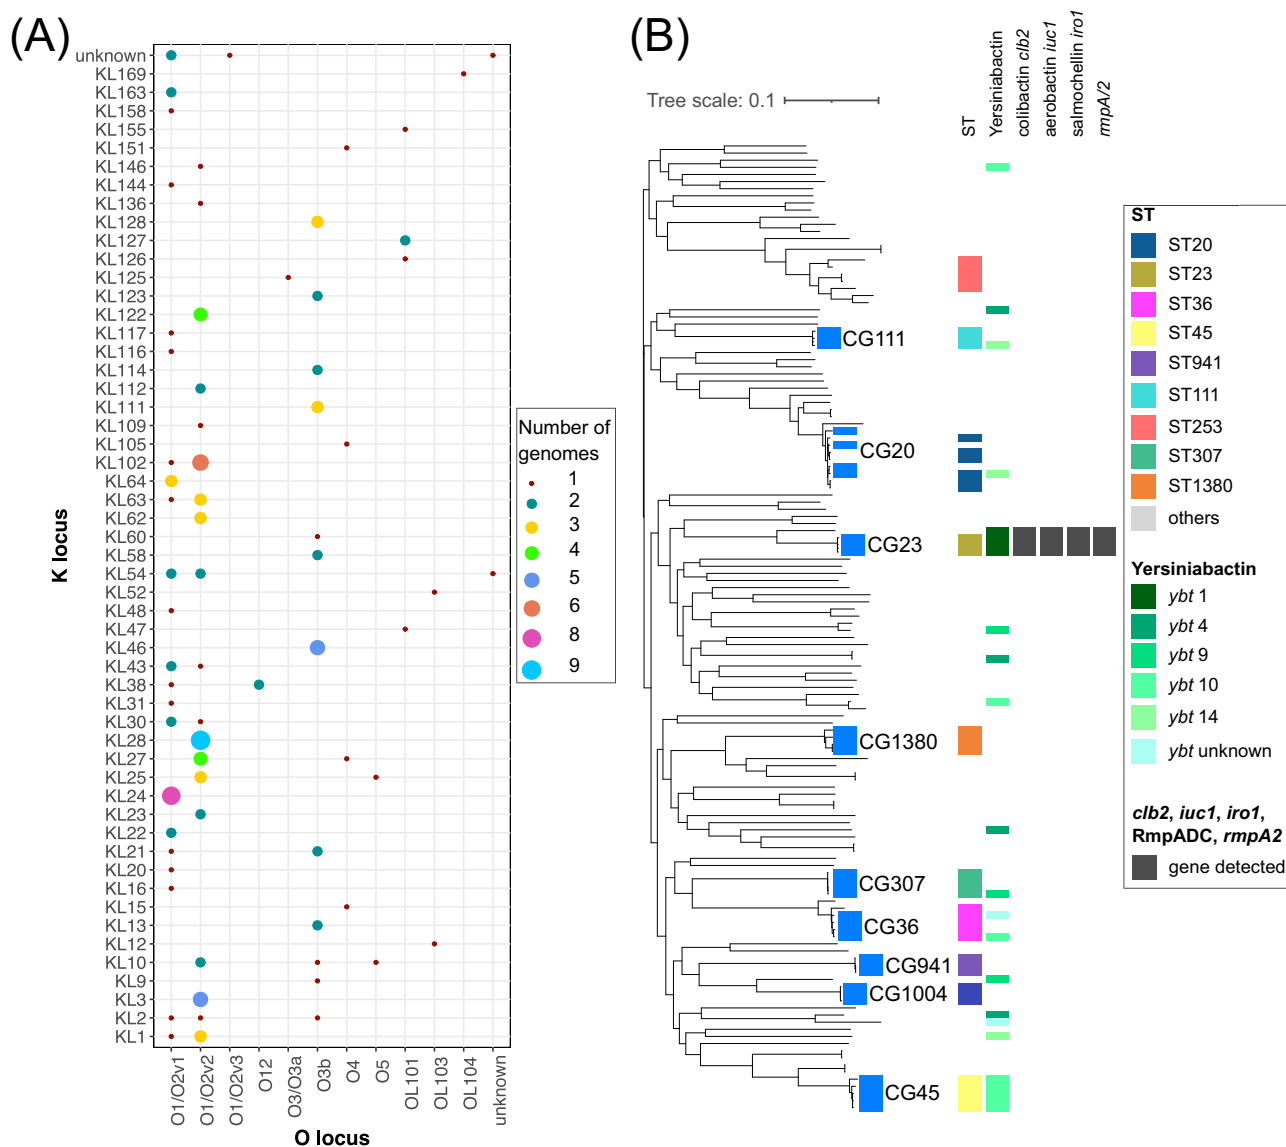 (A)
K locus
unknown
KL169
KL163
KL158
KL155
KL151
KL146
KL144
KL136
KL128
KL127
KL126
KL125
KL123
KL122
KL117
KL116
KL114
KL112
KL111
KL109
KL105
KL102
KL64
KL63
KL62
KL60
KL58
KL54
KL52
KL48
KL47
KL46
KL43
KL38
KL31
KL30
KL28
KL27
KL25
KL24
KL23
KL22
KL21
KL20
KL16
KL15
KL13
KL12
KL10
KL9
KL3
KL2
KL1
O1/O2v1
O1/O2v2
O1/O2v3
O12
O3/O3a
O3b
O4
O5
OL101
OL103
OL104
unknown
O locus
Number of
genomes
1
2
3
4
5
6
8
9
(B)
Tree scale: 0.1
ST
Yersiniabactin
colibactin clb2
aerobactin iuc1
salmochellin iro1
rmpA/2
CG111
CG20
CG23
CG1380
CG307
CG36
CG941
CG1004
CG45
ST
ST20
ST23
ST36
ST45
ST941
ST111
ST253
ST307
ST1380
others
Yersiniabactin
ybt 1
ybt 4
ybt 9
ybt 10
ybt 14
ybt unknown
clb2, iuc1, iro1,
RmpADC, rmpA2
gene detected